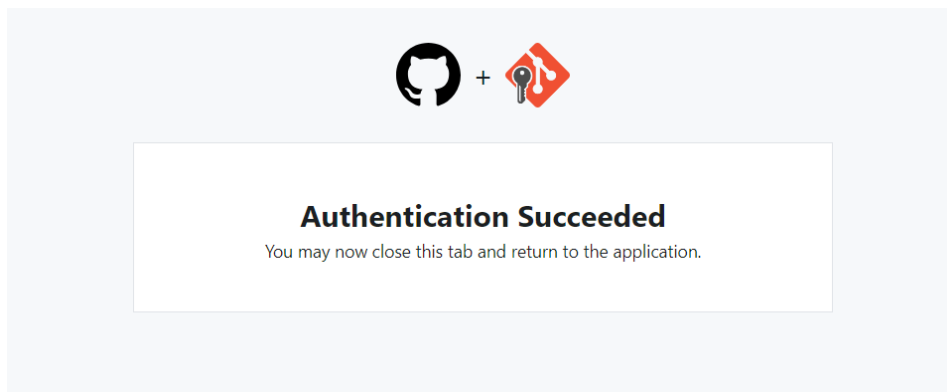 +
Authentication Succeeded
You may now close this tab and return to the application.